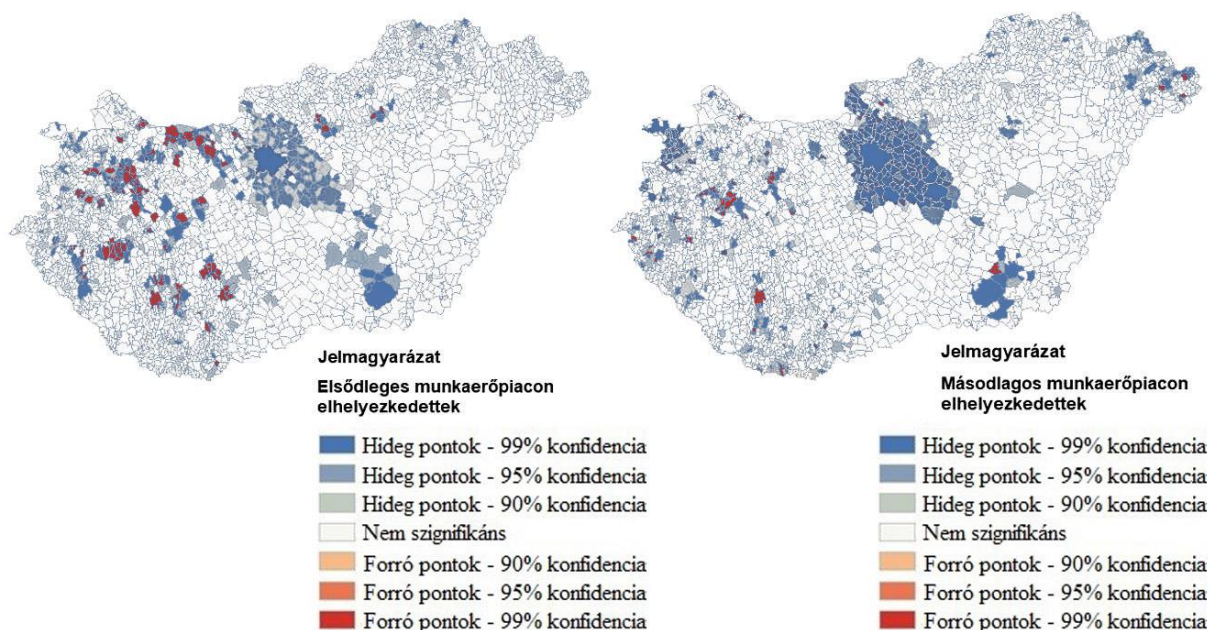 Jelmagyarázat
Elsődleges munkaerőpiacon
elhelyezkedettek
Hideg pontok - 99% konfidencia
Hideg pontok - 95% konfidencia
Hideg pontok - 90% konfidencia
Nem szignifikáns
Forró pontok - 90% konfidencia
Forró pontok - 95% konfidencia
Forró pontok - 99% konfidencia
Jelmagyarázat
Másodlagos munkaerőpiacon
elhelyezkedettek
Hideg pontok - 99% konfidencia
Hideg pontok - 95% konfidencia
Hideg pontok - 90% konfidencia
Nem szignifikáns
Forró pontok - 90% konfidencia
Forró pontok - 95% konfidencia
Forró pontok - 99% konfidencia